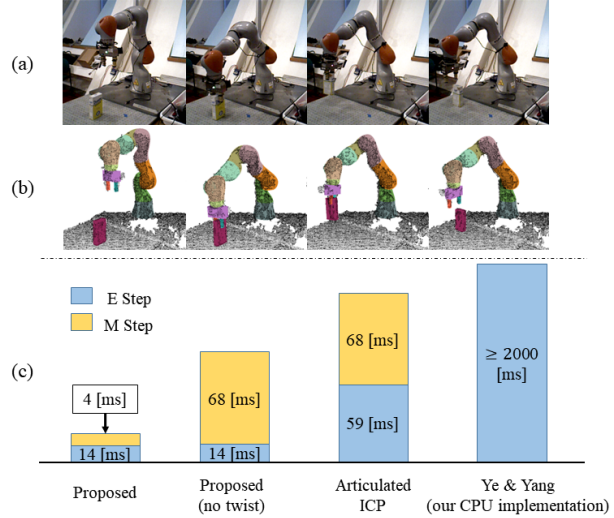 (a)
(b)
E Step
M Step
(c)
4 [ms]
14 [ms]
68 [ms]
14 [ms]
68 [ms]
59 [ms]
≥ 2000
[ms]
Proposed
Proposed
(no twist)
Articulated
ICP
Ye & Yang
(our CPU implementation)